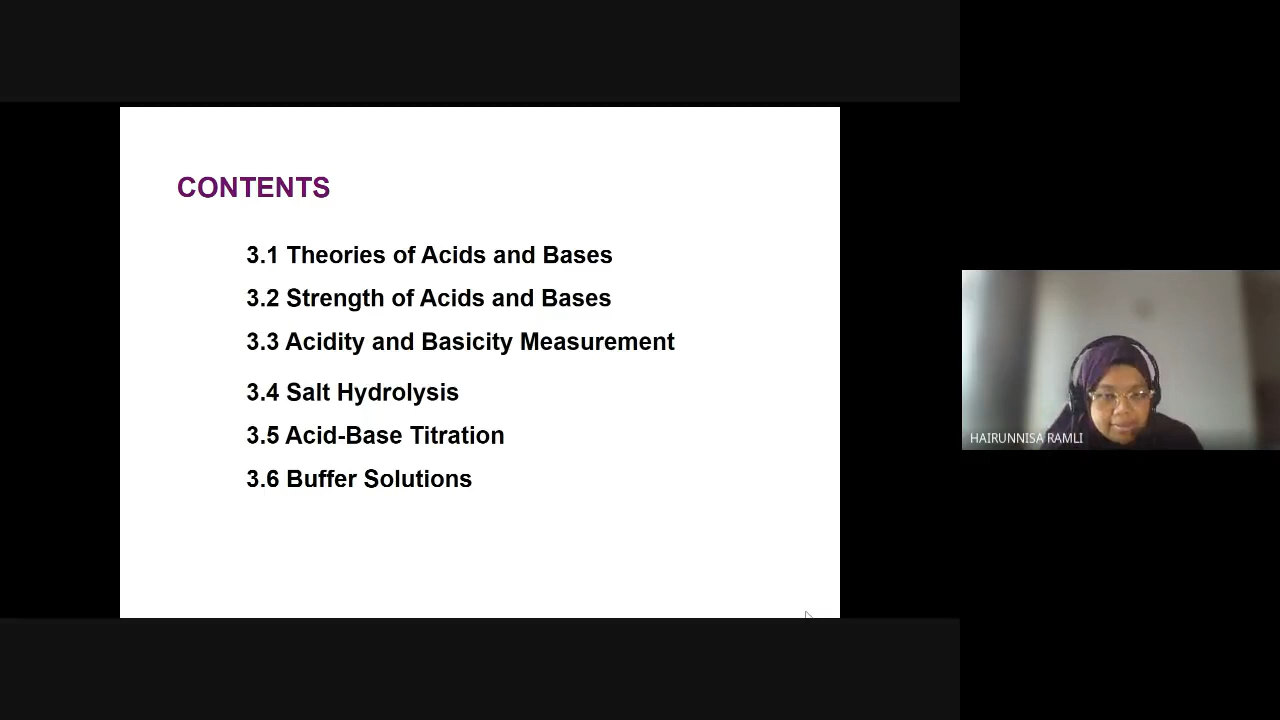 CONTENTS
3.1 Theories of Acids and Bases
3.2 Strength of Acids and Bases
3.3 Acidity and Basicity Measurement
3.4 Salt Hydrolysis
3.5 Acid-Base Titration
3.6 Buffer Solutions
HAIRUNNISA RAMLI